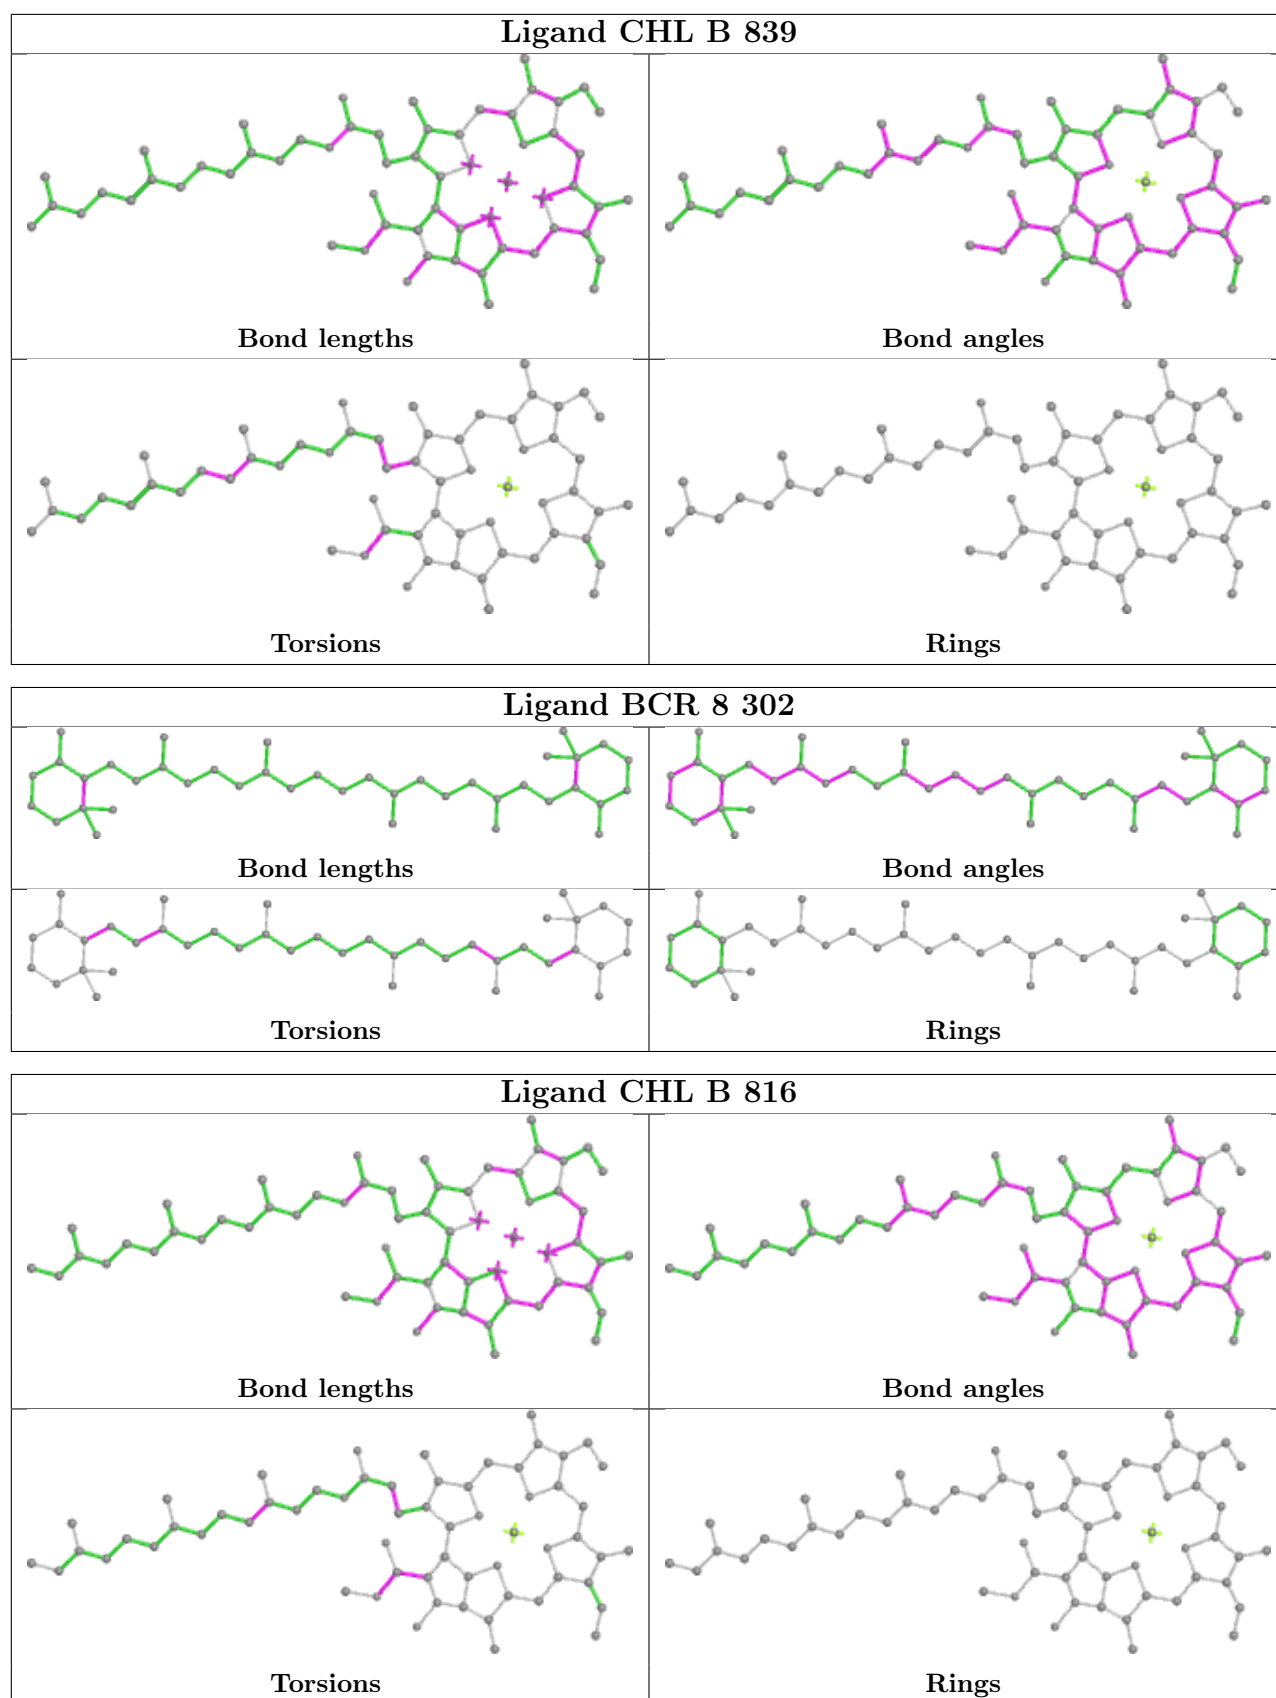 Ligand CHL B 839
Bond lengths
Bond angles
Torsions
Rings
Ligand BCR 8 302
Bond lengths
Bond angles
Torsions
Rings
Ligand CHL B 816
Bond lengths
Bond angles
Torsions
Rings